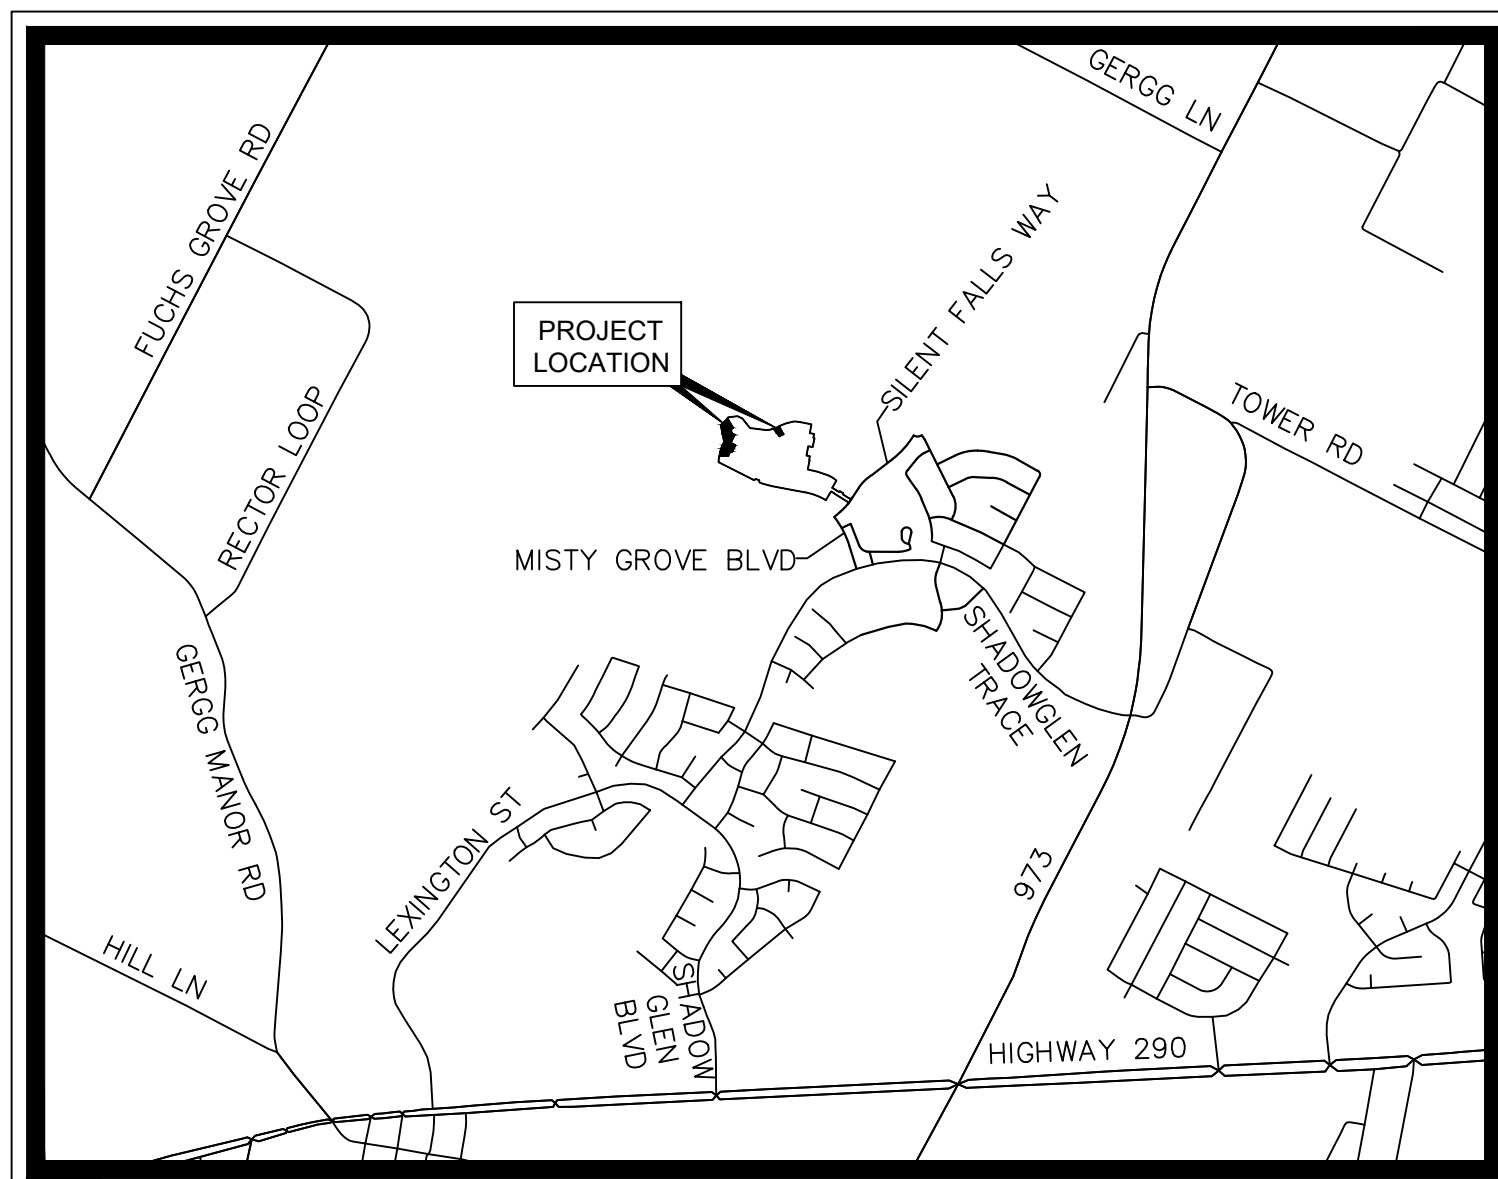 GERGG LN
FUCHS GROVE RD
SILENT FALLS WAY
PROJECT
LOCATION
RECTOR LOOP
TOWER RD
MISTY GROVE BLVD
SHADOWGLEN
TRACE
GERGG MANOR RD
LEXINGTON ST
973
HILL LN
SHADOW
GLEN
BLVD
HIGHWAY 290